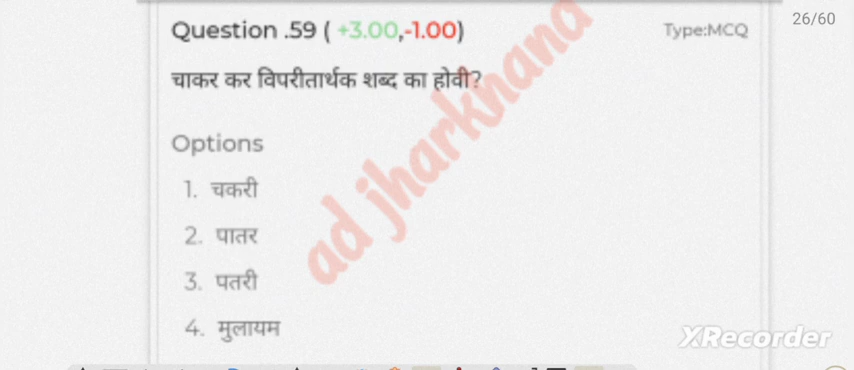 26/60
Question .59 ( +3.00,-1.00)
Type:MCQ
चाकर कर विपरीतार्थक शब्द का होवी?
Options
1. चकरी
2. पातर
3. पतरी
4. मुलायम
ad jharkhand
XRecorder